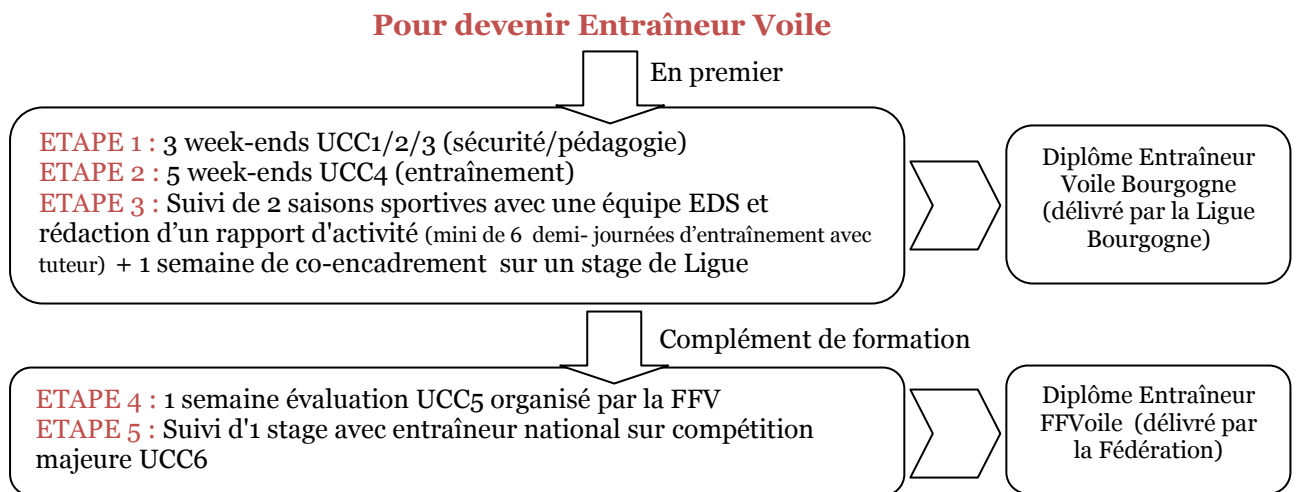 Pour devenir Entraîneur Voile
En premier
ETAPE 1 : 3 week-ends UCC1/2/3 (sécurité/pédagogie)
ETAPE 2 : 5 week-ends UCC4 (entraînement)
ETAPE 3 : Suivi de 2 saisons sportives avec une équipe EDS et
rédaction d’un rapport d'activité (mini de 6 demi- journées d’entraînement avec
tuteur) + 1 semaine de co-encadrement sur un stage de Ligue
Diplôme Entraîneur
Voile Bourgogne
(délivré par la Ligue
Bourgogne)
Complément de formation
ETAPE 4 : 1 semaine évaluation UCC5 organisé par la FFV
ETAPE 5 : Suivi d'1 stage avec entraîneur national sur compétition
majeure UCC6
Diplôme Entraîneur
FFVoile (délivré par
la Fédération)